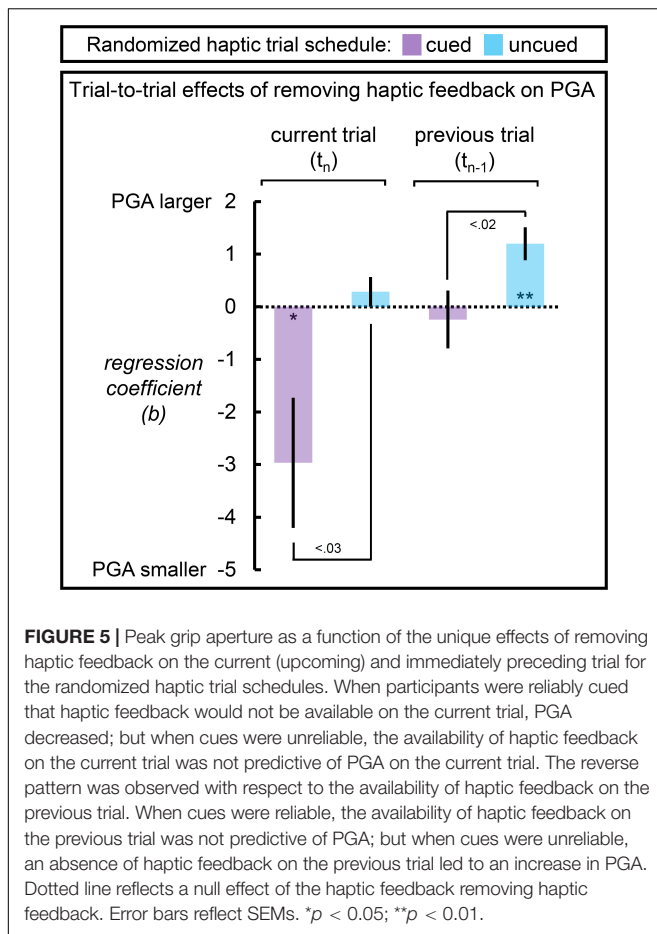 Randomized haptic trial schedule: cued uncued
Trial-to-trial effects of removing haptic feedback on PGA
current trial previous trial
(tn) (tn-1)
PGA larger 2
<.02
1
**
0
*
-1
regression
coefficient
(b)
-2
-3
-4
<.03
PGA smaller -5
FIGURE 5 | Peak grip aperture as a function of the unique effects of removing
haptic feedback on the current (upcoming) and immediately preceding trial for
the randomized haptic trial schedules. When participants were reliably cued
that haptic feedback would not be available on the current trial, PGA
decreased; but when cues were unreliable, the availability of haptic feedback
on the current trial was not predictive of PGA on the current trial. The reverse
pattern was observed with respect to the availability of haptic feedback on the
previous trial. When cues were reliable, the availability of haptic feedback on
the previous trial was not predictive of PGA; but when cues were unreliable,
an absence of haptic feedback on the previous trial led to an increase in PGA.
Dotted line reflects a null effect of the haptic feedback removing haptic
feedback. Error bars reflect SEMs. *p < 0.05; **p < 0.01.